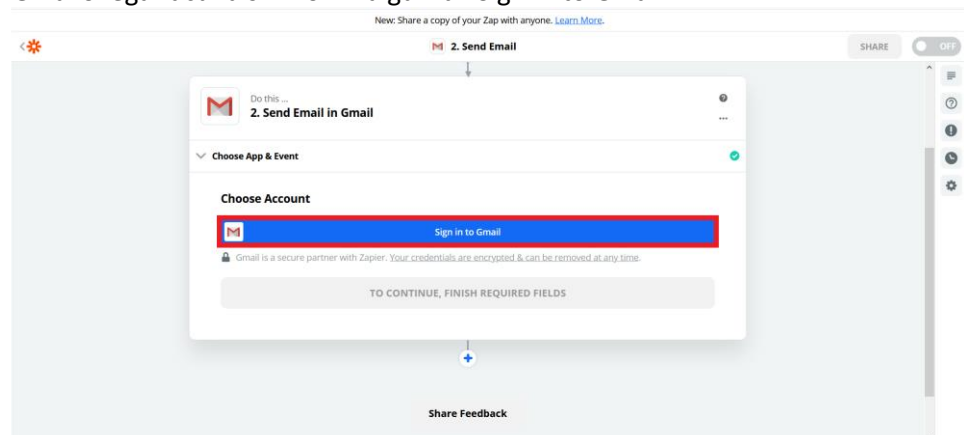 New: Share a copy of your Zap with anyone. Learn More.
2. Send Email
SHARE
OFF
Do this ...
2. Send Email in Gmail
Choose App & Event
Choose Account
Sign in to Gmail
Gmail is a secure partner with Zapier. Your credentials are encrypted & can be removed at any time.
TO CONTINUE, FINISH REQUIRED FIELDS
Share Feedback